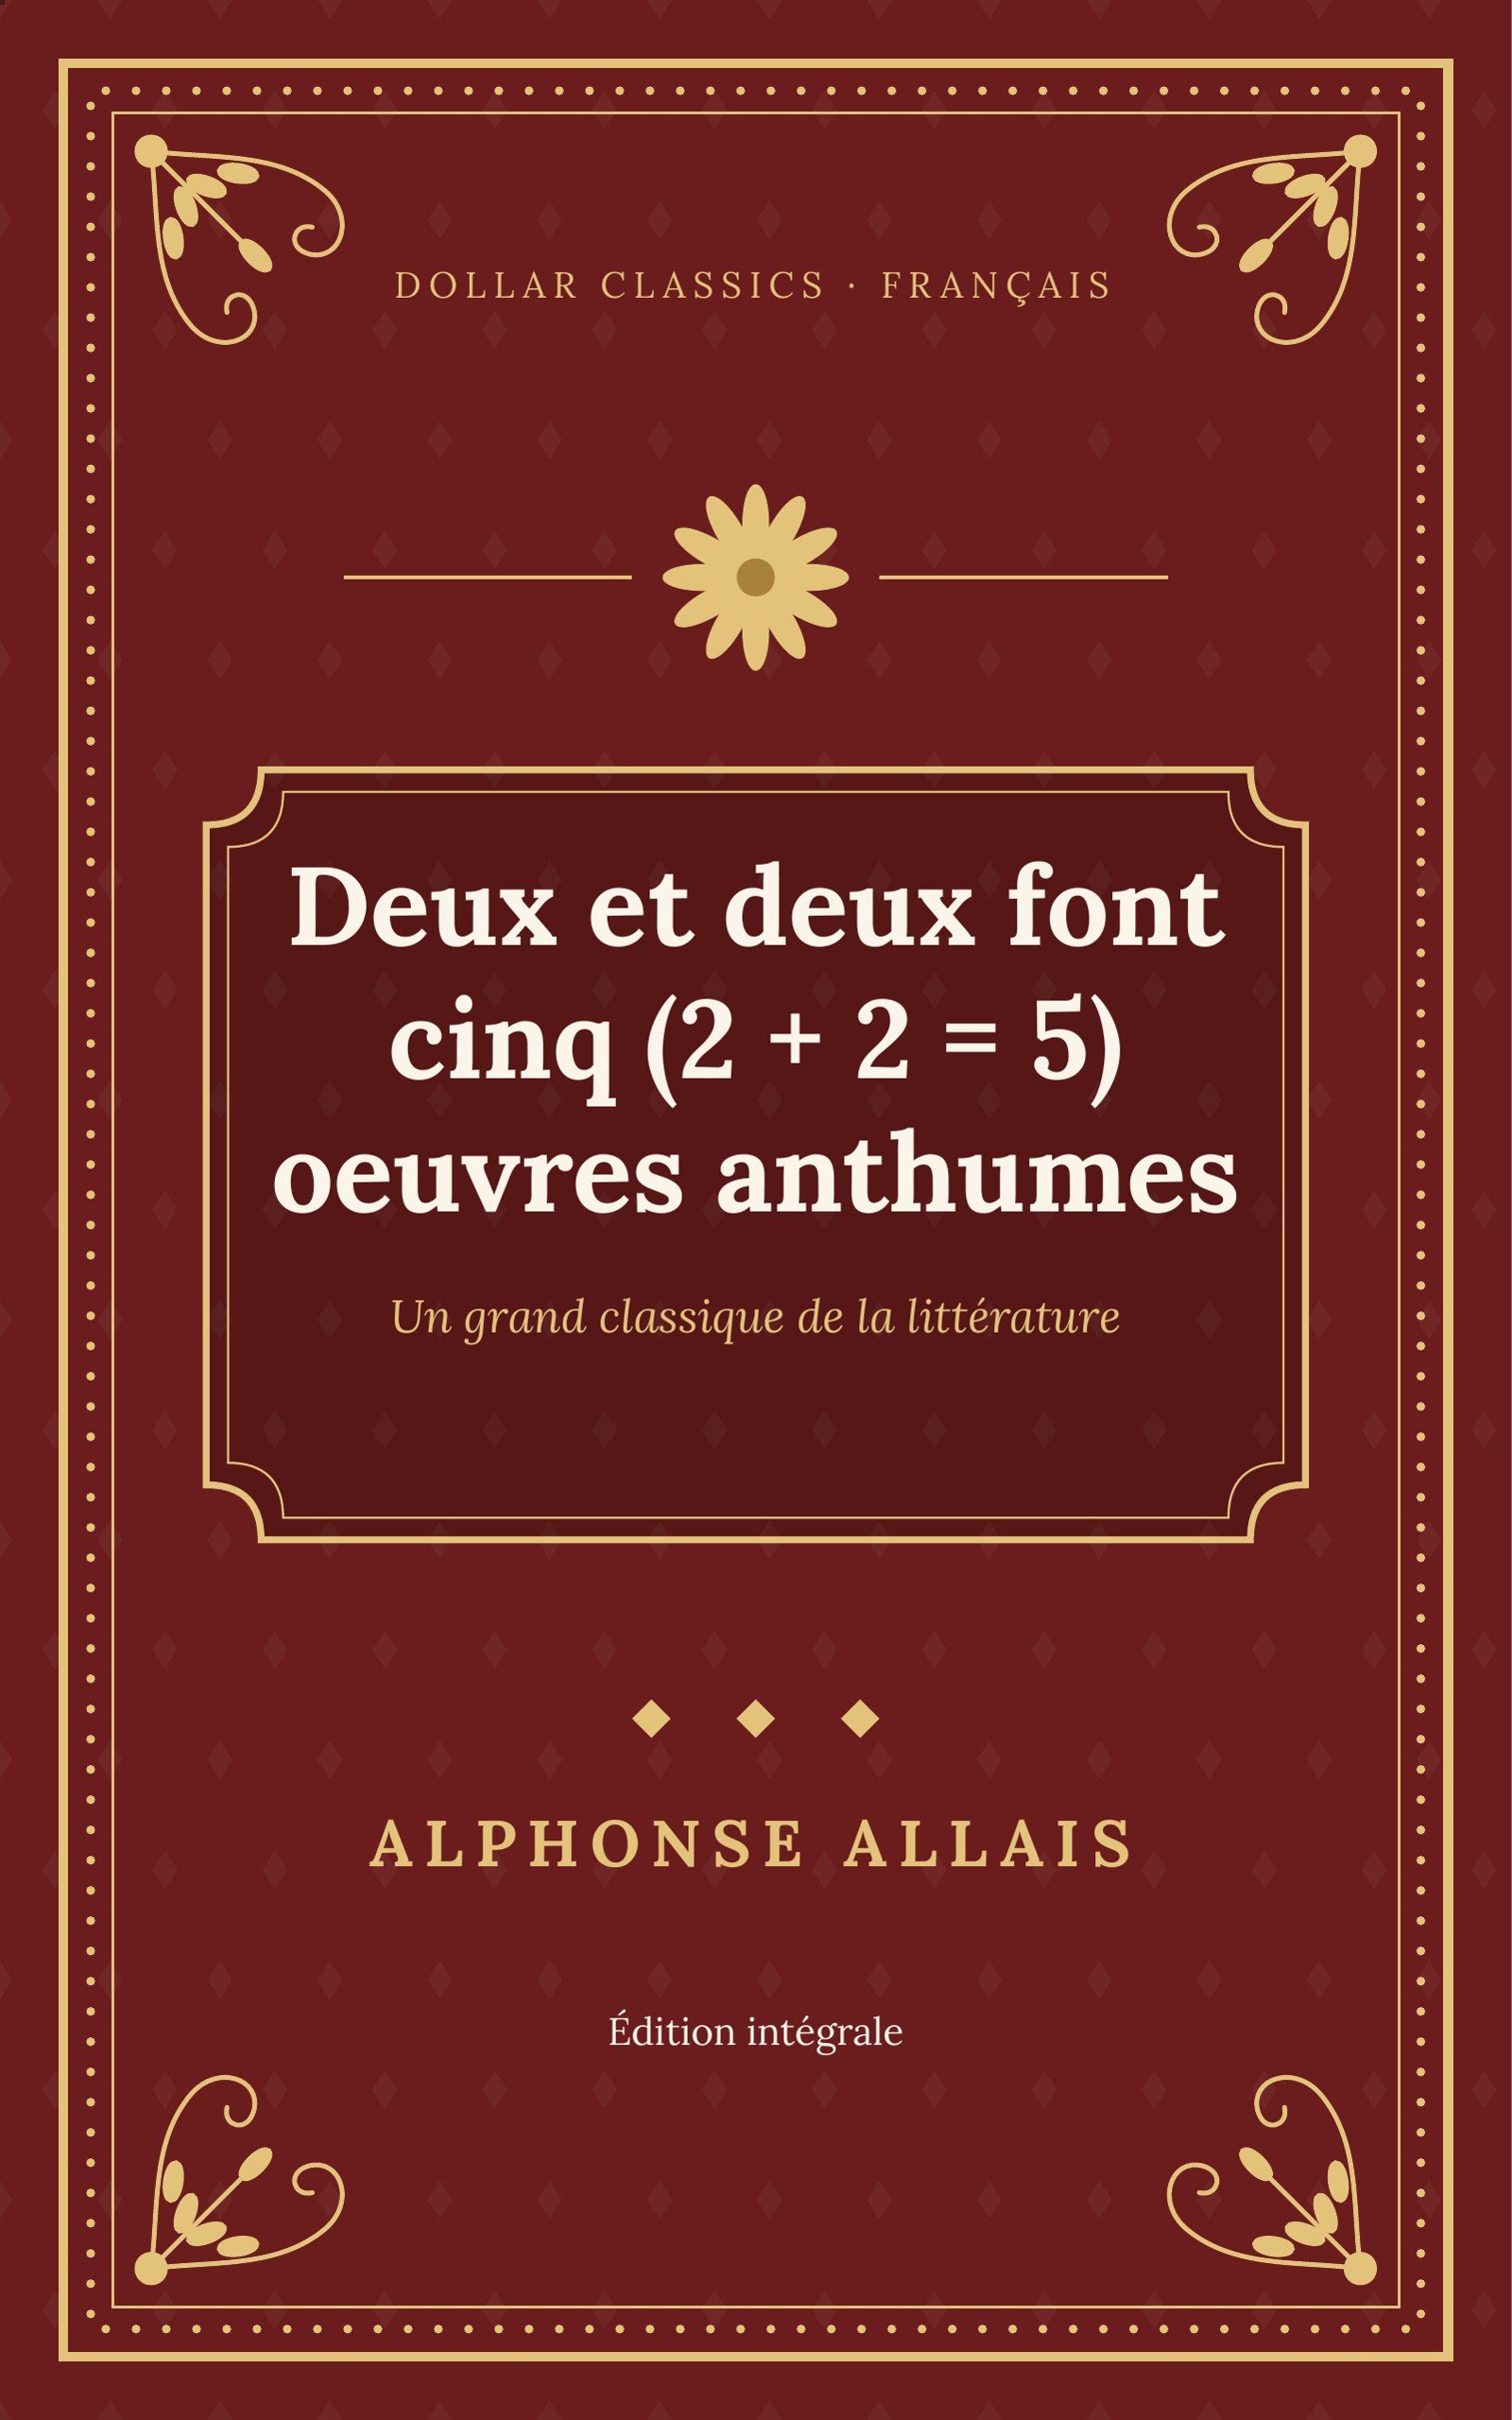 DOLLAR CLASSICS · FRANÇAIS
Deux et deux font
cinq (2 + 2 = 5)
oeuvres anthumes
Un grand classique de la littérature
ALPHONSE ALLAIS
Édition intégrale